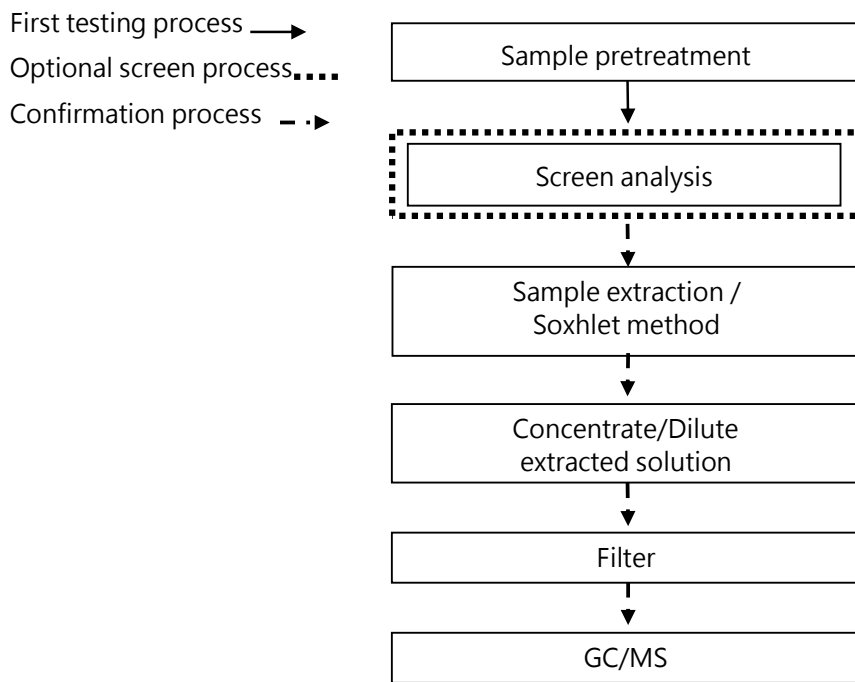 First testing process
Optional screen process
Confirmation process
Sample pretreatment
Screen analysis
Sample extraction /
Soxhlet method
Concentrate/Dilute
extracted solution
Filter
GC/MS